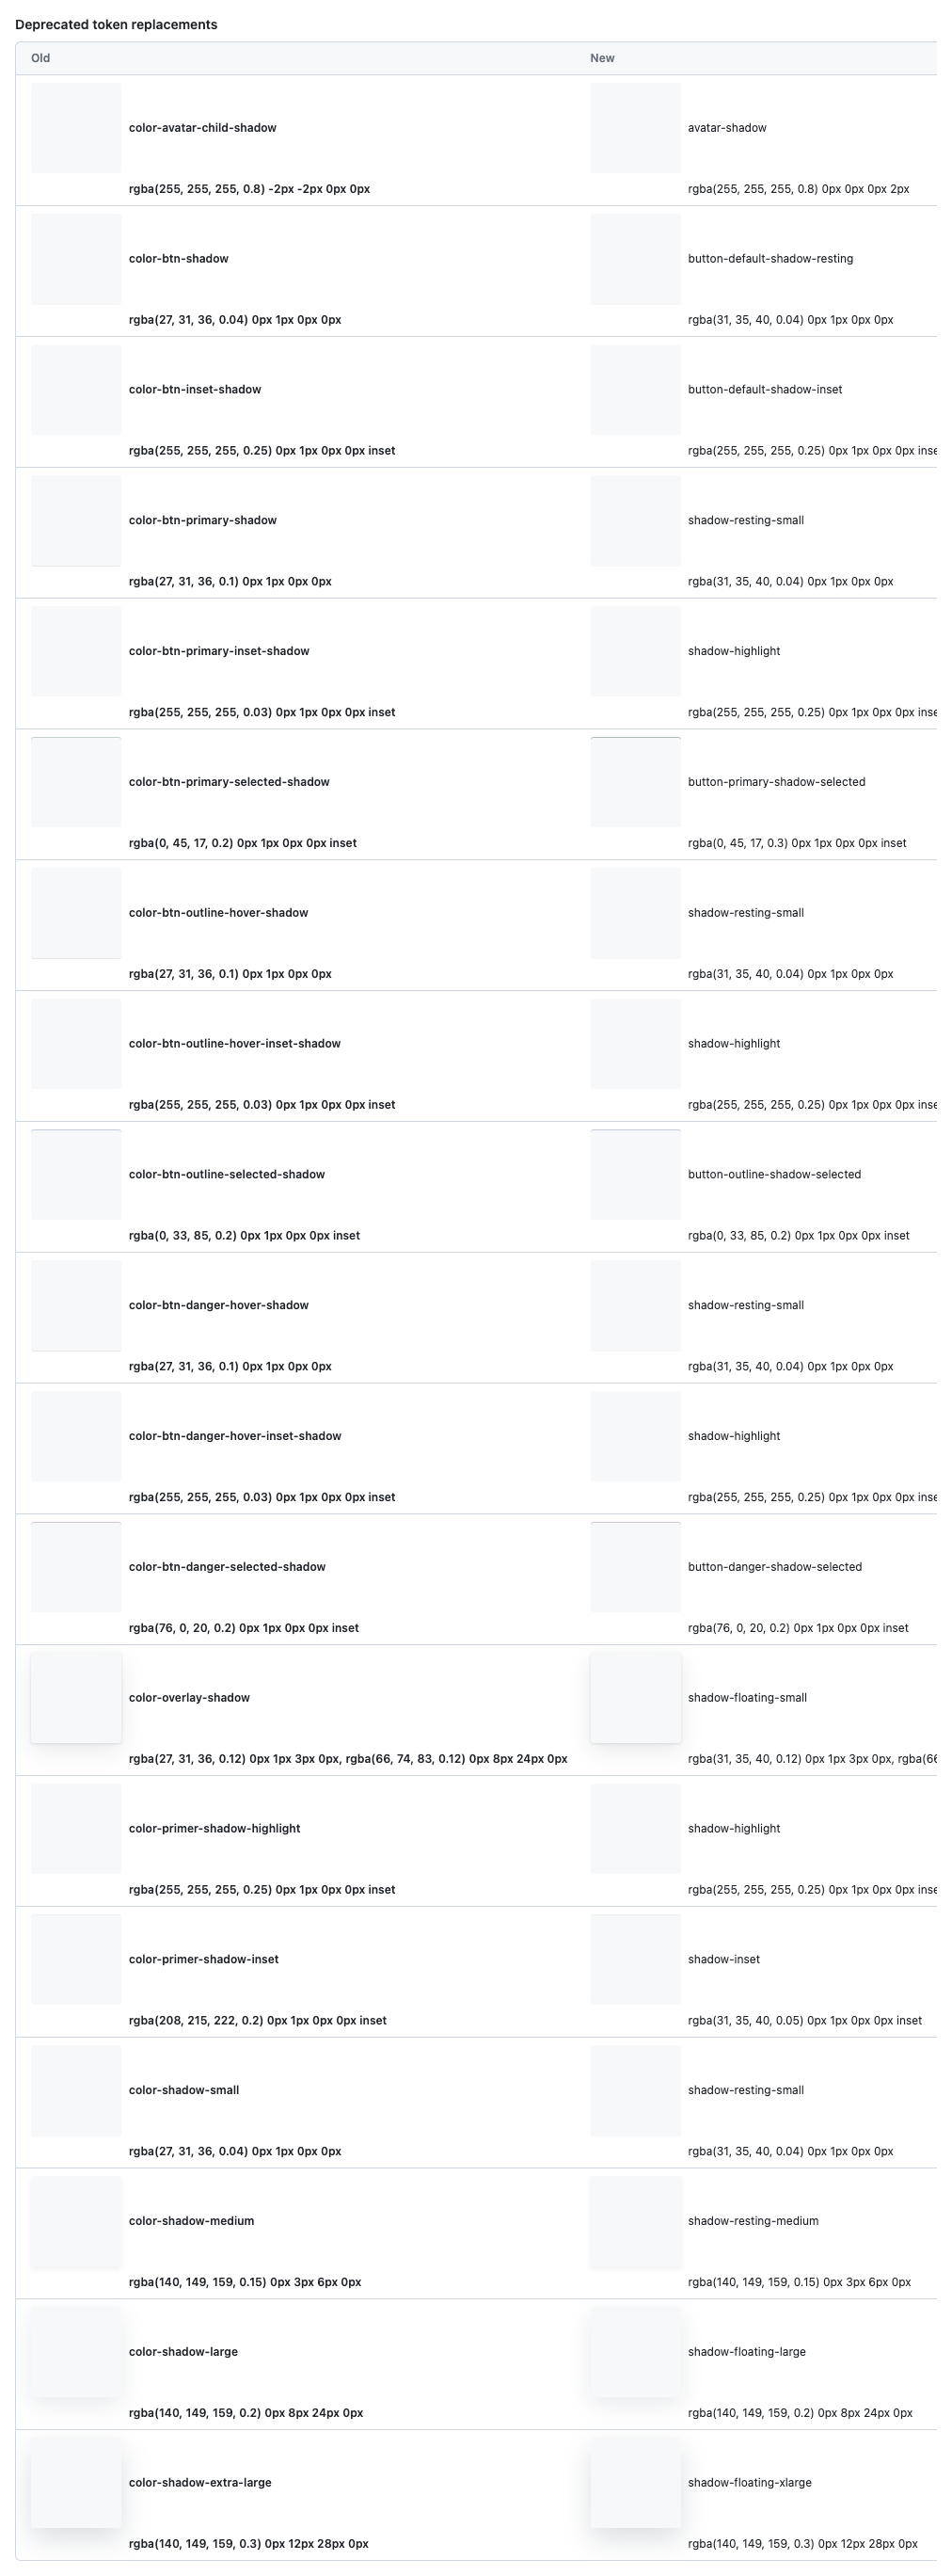 Deprecated token replacements
Old New
color-avatar-child-shadow avatar-shadow
rgba(255, 255, 255, 0.8) -2px -2px 0px 0px rgba(255, 255, 255, 0.8) 0px 0px 0px 2px
color-btn-shadow button-default-shadow-resting
rgba(27, 31, 36, 0.04) 0px 1px 0px 0px rgba(31, 35, 40, 0.04) 0px 1px 0px 0px
color-btn-inset-shadow button-default-shadow-inset
rgba(255, 255, 255, 0.25) 0px 1px 0px 0px inset rgba(255, 255, 255, 0.25) 0px 1px 0px 0px inse
color-btn-primary-shadow shadow-resting-small
rgba(27, 31, 36, 0.1) 0px 1px 0px 0px rgba(31, 35, 40, 0.04) 0px 1px 0px 0px
color-btn-primary-inset-shadow shadow-highlight
rgba(255, 255, 255, 0.03) 0px 1px 0px 0px inset rgba(255, 255, 255, 0.25) 0px 1px 0px 0px inse
color-btn-primary-selected-shadow button-primary-shadow-selected
rgba(0, 45, 17, 0.2) 0px 1px 0px 0px inset rgba(0, 45, 17, 0.3) 0px 1px 0px 0px inset
color-btn-outline-hover-shadow shadow-resting-small
rgba(27, 31, 36, 0.1) 0px 1px 0px 0px rgba(31, 35, 40, 0.04) 0px 1px 0px 0px
color-btn-outline-hover-inset-shadow shadow-highlight
rgba(255, 255, 255, 0.03) 0px 1px 0px 0px inset rgba(255, 255, 255, 0.25) 0px 1px 0px 0px inse
color-btn-outline-selected-shadow button-outline-shadow-selected
rgba(0, 33, 85, 0.2) 0px 1px 0px 0px inset rgba(0, 33, 85, 0.2) 0px 1px 0px 0px inset
color-btn-danger-hover-shadow shadow-resting-small
rgba(27, 31, 36, 0.1) 0px 1px 0px 0px rgba(31, 35, 40, 0.04) 0px 1px 0px 0px
color-btn-danger-hover-inset-shadow shadow-highlight
rgba(255, 255, 255, 0.03) 0px 1px 0px 0px inset rgba(255, 255, 255, 0.25) 0px 1px 0px 0px inse
color-btn-danger-selected-shadow button-danger-shadow-selected
rgba(76, 0, 20, 0.2) 0px 1px 0px 0px inset rgba(76, 0, 20, 0.2) 0px 1px 0px 0px inset
color-overlay-shadow shadow-floating-small
rgba(27, 31, 36, 0.12) 0px 1px 3px 0px, rgba(66, 74, 83, 0.12) 0px 8px 24px 0px rgba(31, 35, 40, 0.12) 0px 1px 3px 0px, rgba(66
color-primer-shadow-highlight shadow-highlight
rgba(255, 255, 255, 0.25) 0px 1px 0px 0px inset rgba(255, 255, 255, 0.25) 0px 1px 0px 0px inse
color-primer-shadow-inset shadow-inset
rgba(208, 215, 222, 0.2) 0px 1px 0px 0px inset rgba(31, 35, 40, 0.05) 0px 1px 0px 0px inset
color-shadow-small shadow-resting-small
rgba(27, 31, 36, 0.04) 0px 1px 0px 0px rgba(31, 35, 40, 0.04) 0px 1px 0px 0px
color-shadow-medium shadow-resting-medium
rgba(140, 149, 159, 0.15) 0px 3px 6px 0px rgba(140, 149, 159, 0.15) 0px 3px 6px 0px
color-shadow-large shadow-floating-large
rgba(140, 149, 159, 0.2) 0px 8px 24px 0px rgba(140, 149, 159, 0.2) 0px 8px 24px 0px
color-shadow-extra-large shadow-floating-xlarge
rgba(140, 149, 159, 0.3) 0px 12px 28px 0px rgba(140, 149, 159, 0.3) 0px 12px 28px 0px